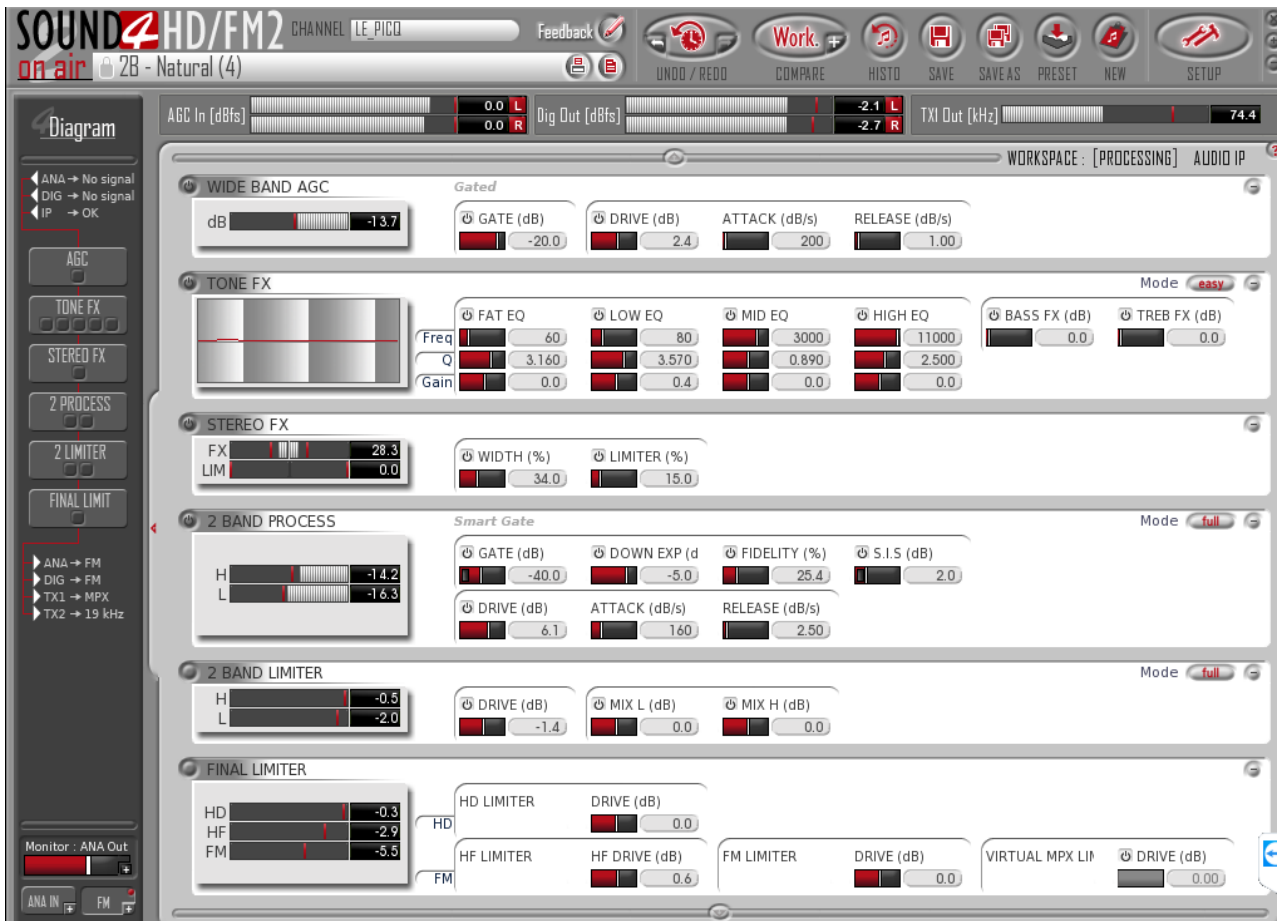 SOUND4 HD/FM2 CHANNEL LE_PICQ Feedback Work.
on air 2B - Natural (4) UNDO / REDO COMPARE HISTO SAVE SAVE AS PRESET NEW SETUP
4 Diagram
AGC In [dBfs] 0.0 L Dig Out [dBfs] -2.1 L TX1 Out [kHz] 74.4
0.0 R -2.7 R
WORKSPACE : [PROCESSING] AUDIO IP ?
ANA → No signal
DIG → No signal
IP → OK
AGC
TONE FX
STEREO FX
2 PROCESS
2 LIMITER
FINAL LIMIT
ANA → FM
DIG → FM
TX1 → MPX
TX2 → 19 kHz
Monitor : ANA Out
ANA IN FM
WIDE BAND AGC Gated
dB -13.7
GATE (dB) DRIVE (dB) ATTACK (dB/s) RELEASE (dB/s)
-20.0 2.4 200 1.00
TONE FX Mode easy
FAT EQ LOW EQ MID EQ HIGH EQ BASS FX (dB) TREB FX (dB)
Freq 60 80 3000 11000 0.0 0.0
Q 3.160 3.570 0.890 2.500
Gain 0.0 0.4 0.0 0.0
STEREO FX
FX 28.3
LIM 0.0
WIDTH (%) LIMITER (%)
34.0 15.0
2 BAND PROCESS Smart Gate Mode full
H -14.2
L -16.3
GATE (dB) DOWN EXP (d FIDELITY (%) S.I.S (dB)
-40.0 -5.0 25.4 2.0
DRIVE (dB) ATTACK (dB/s) RELEASE (dB/s)
6.1 160 2.50
2 BAND LIMITER Mode full
H -0.5
L -2.0
DRIVE (dB) MIX L (dB) MIX H (dB)
-1.4 0.0 0.0
FINAL LIMITER
HD -0.3
HF -2.9
FM -5.5
HD LIMITER DRIVE (dB)
HD 0.0
HF LIMITER HF DRIVE (dB) FM LIMITER DRIVE (dB) VIRTUAL MPX LIM DRIVE (dB)
FM 0.6 0.0 0.00